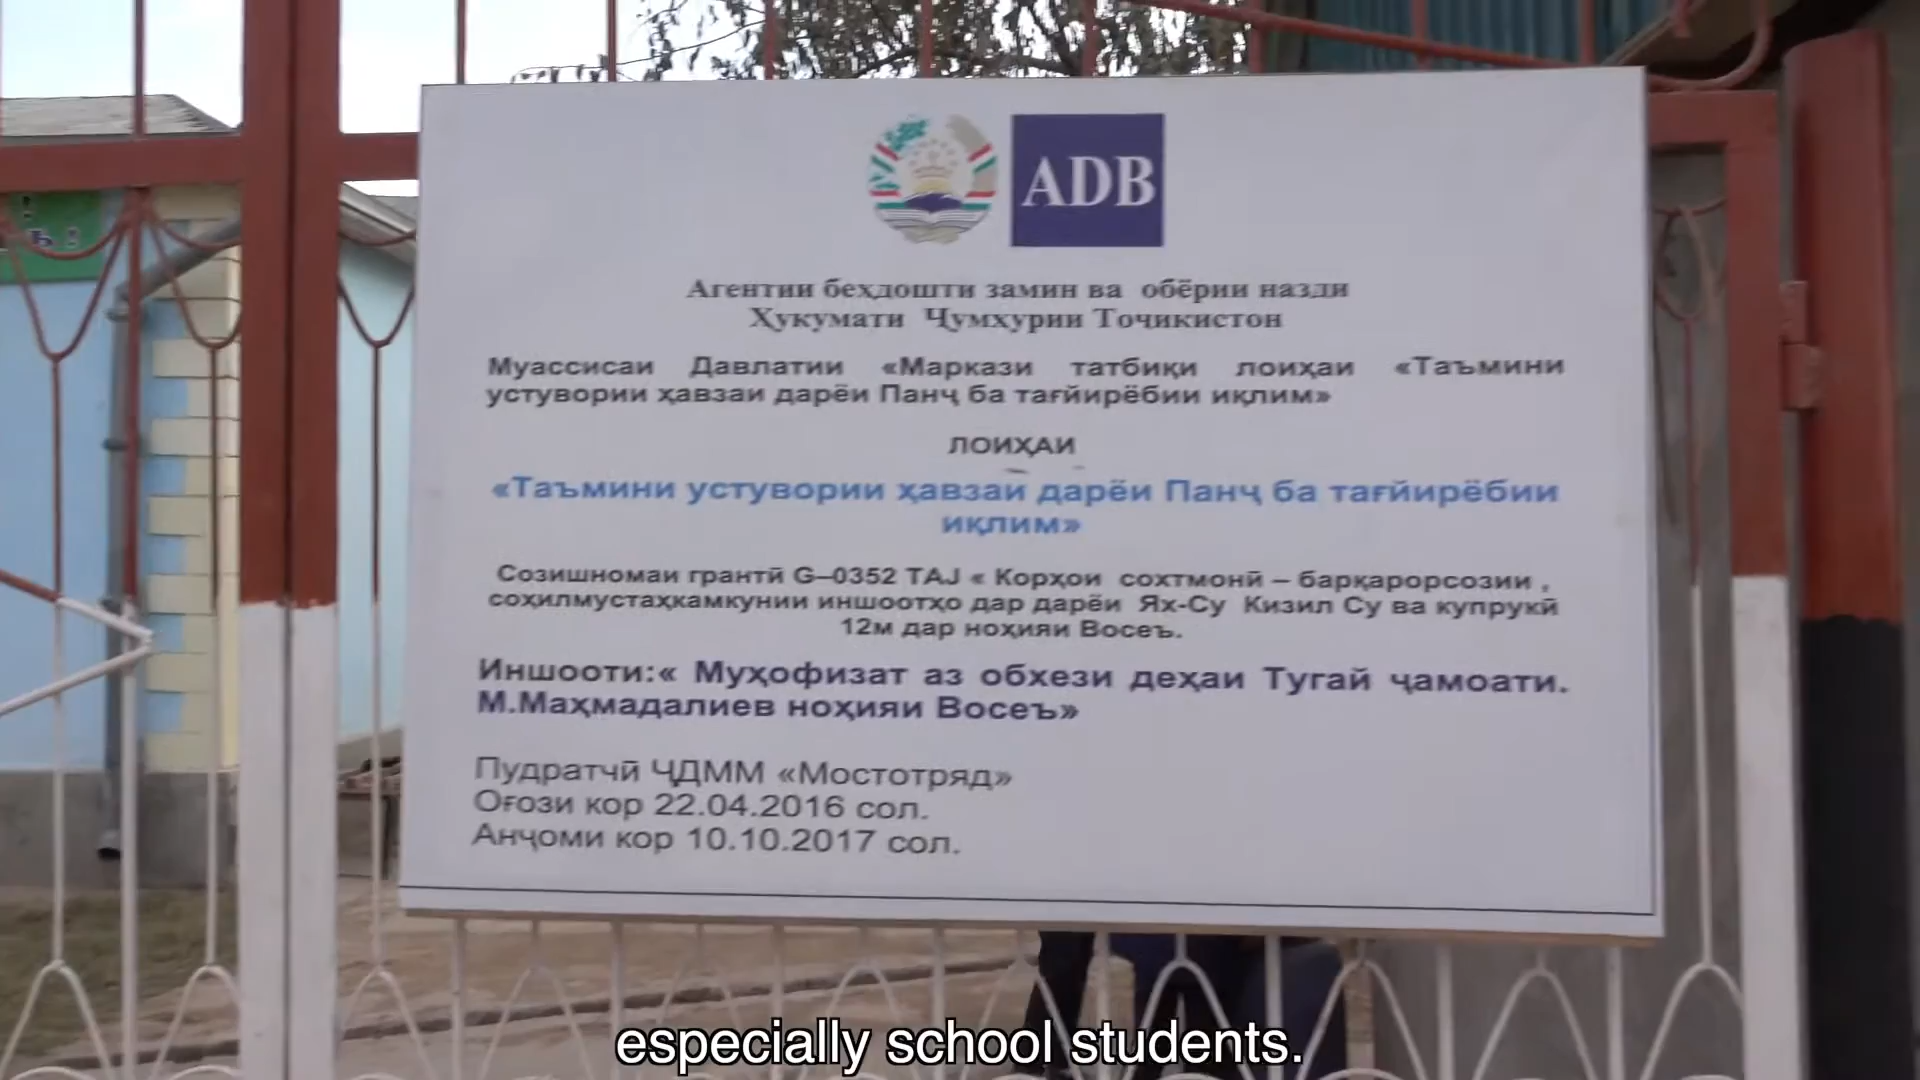 ADB
Агентии беҳдошти замин ва обёрии назди
Ҳукумати Ҷумҳурии Тоҷикистон
Муассисаи Давлатии «Маркази татбиқи лоиҳаи «Таъмини
устувории ҳавзаи дарёи Панҷ ба тағйирёбии иқлим»
ЛОИҲАИ
«Таъмини устувории ҳавзаи дарёи Панҷ ба тағйирёбии
иқлим»
Созишномаи грантӣ G–0352 TAJ « Корҳои сохтмонӣ – барқарорсозии ,
соҳилмустаҳкамкунии иншоотҳо дар дарёи Ях-Су Кизил Су ва купрукӣ
12м дар ноҳияи Восеъ.
Иншооти:« Муҳофизат аз обхези деҳаи Тугай ҷамоати.
М.Маҳмадалиев ноҳияи Восеъ»
Пудратчӣ ҶДММ «Мостотряд»
Оғози кор 22.04.2016 сол.
Анҷоми кор 10.10.2017 сол.
especially school students.